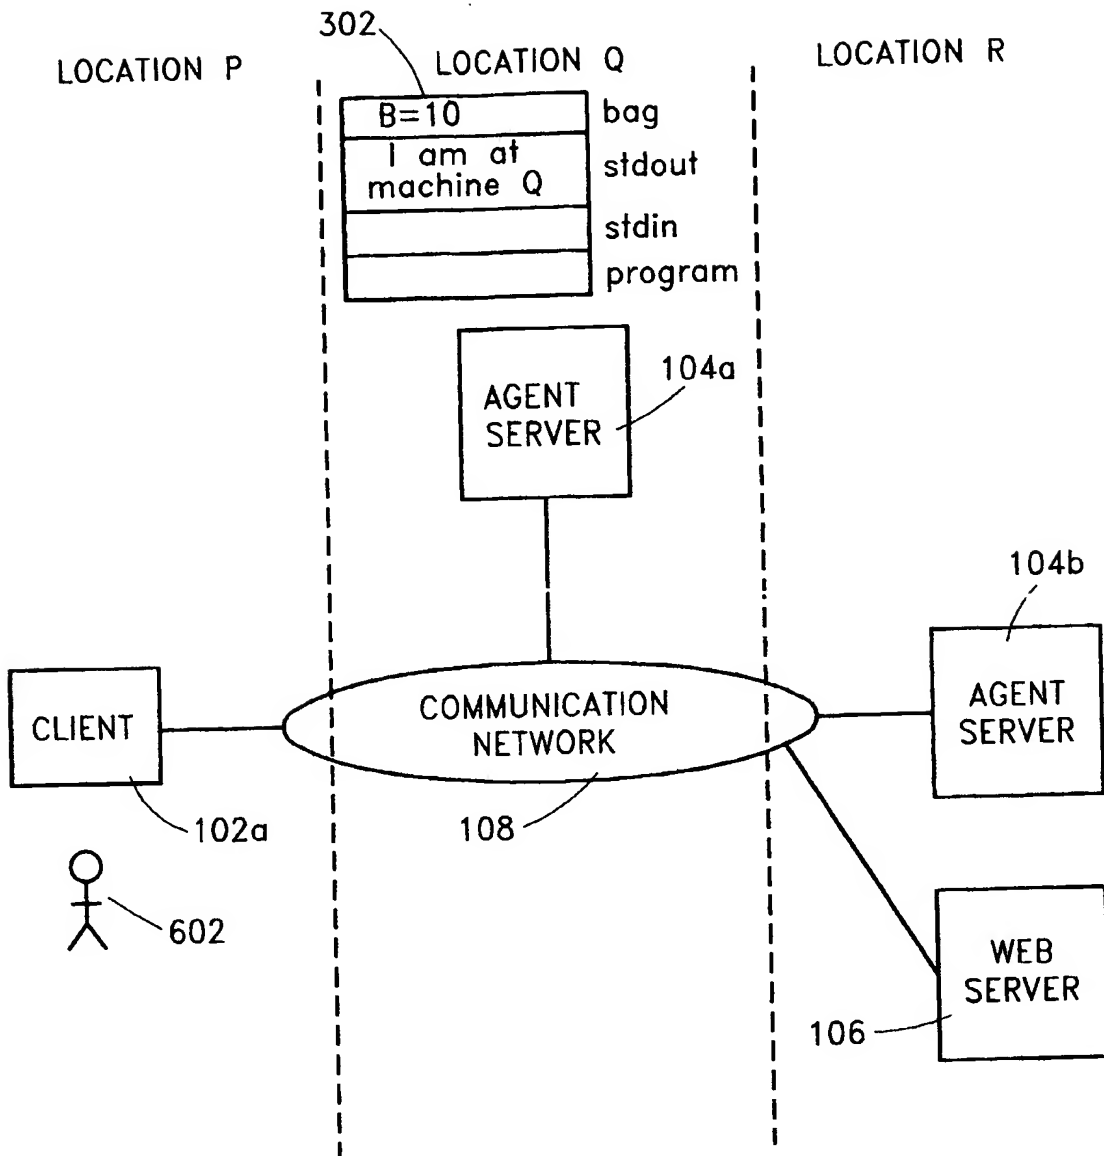 302
LOCATION P
LOCATION Q
LOCATION R
B=10
bag
I am at
machine Q
stdout
stdin
program
AGENT
SERVER
104a
104b
CLIENT
COMMUNICATION
NETWORK
AGENT
SERVER
102a
108
602
WEB
SERVER
106